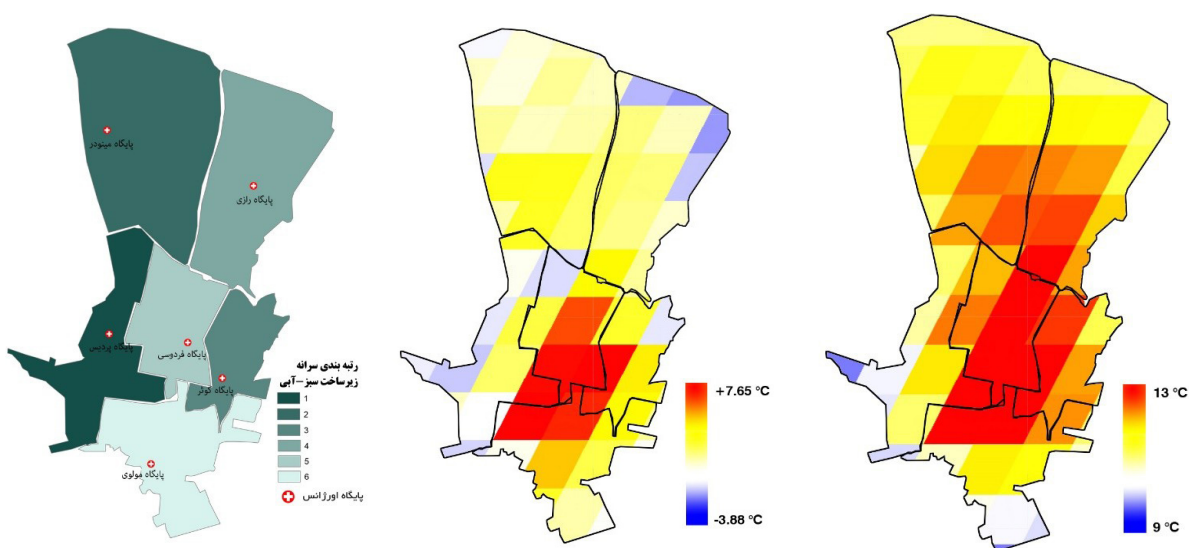 پایگاه مینودر
پایگاه رازی
پایگاه پردیس
پایگاه فردوسی
پایگاه کوثر
پایگاه مولوی
رتبه بندی سرانه
زیرساخت سبز-آبی
1
2
3
4
5
6
پایگاه اورژانس
+7.65 °C
-3.88 °C
13 °C
9 °C